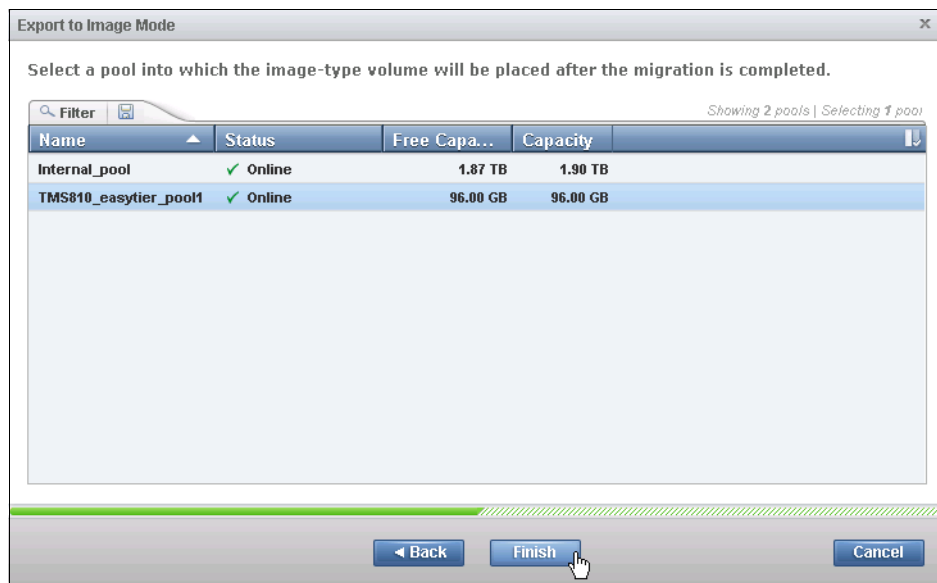 Export to Image Mode x
Select a pool into which the image-type volume will be placed after the migration is completed.
Filter Showing 2 pools | Selecting 1 pool
Name Status Free Capa... Capacity
Internal_pool ✓ Online 1.87 TB 1.90 TB
TMS810_easytier_pool1 ✓ Online 96.00 GB 96.00 GB
◄ Back Finish Cancel